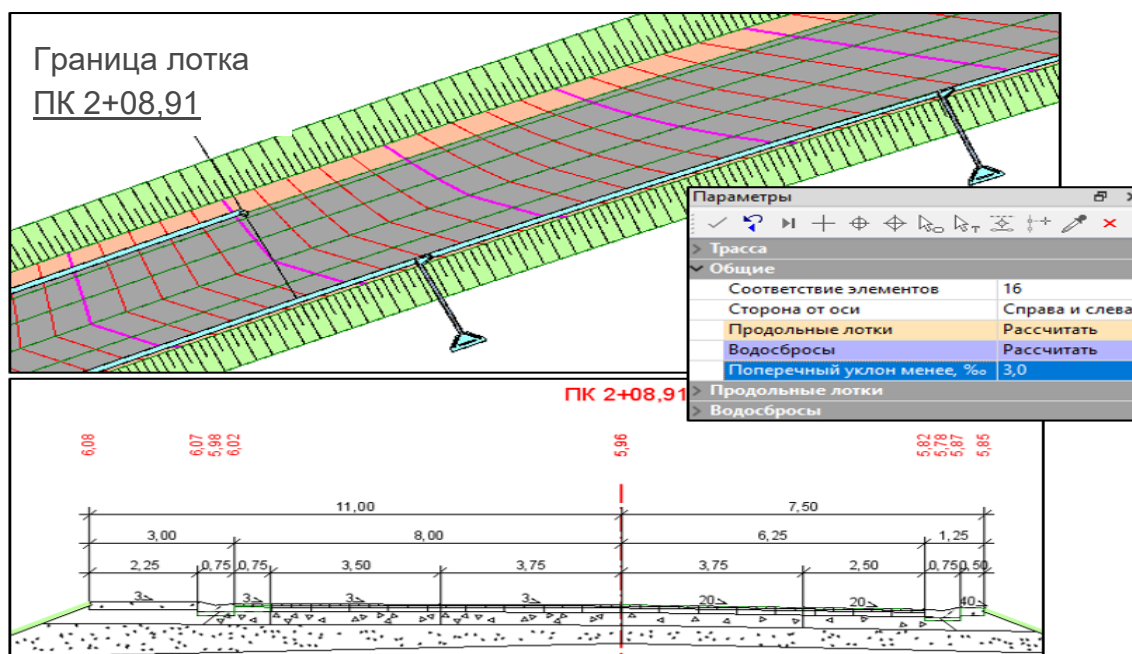 Граница лотка
ПК 2+08,91
Параметры
Трасса
Общие
Соответствие элементов 16
Сторона от оси Справа и слева
Продольные лотки Рассчитать
Водосбросы Рассчитать
Поперечный уклон менее, ‰ 3,0
Продольные лотки
Водосбросы
ПК 2+08,91
6,08 6,07 5,98 6,02 5,96 5,82 5,78 5,87 5,85
11,00 7,50
3,00 8,00 6,25 1,25
2,25 0,75 0,75 3,50 3,75 3,75 2,50 0,75 0,50
3 3 3 3 20 20 40